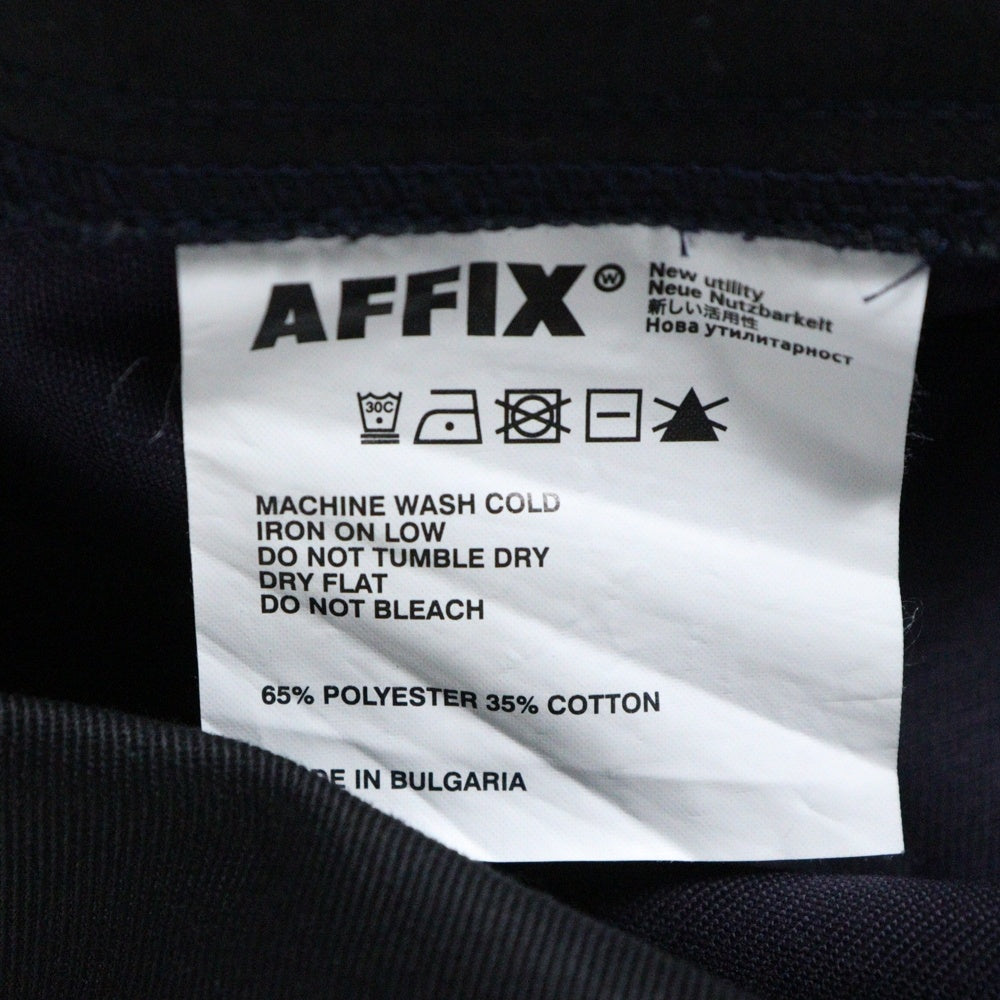 AFFIX
New utility
Neue Nutzbarkeit
新しい活用性
Нова утилитарност
30C
MACHINE WASH COLD
IRON ON LOW
DO NOT TUMBLE DRY
DRY FLAT
DO NOT BLEACH
65% POLYESTER 35% COTTON
DE IN BULGARIA